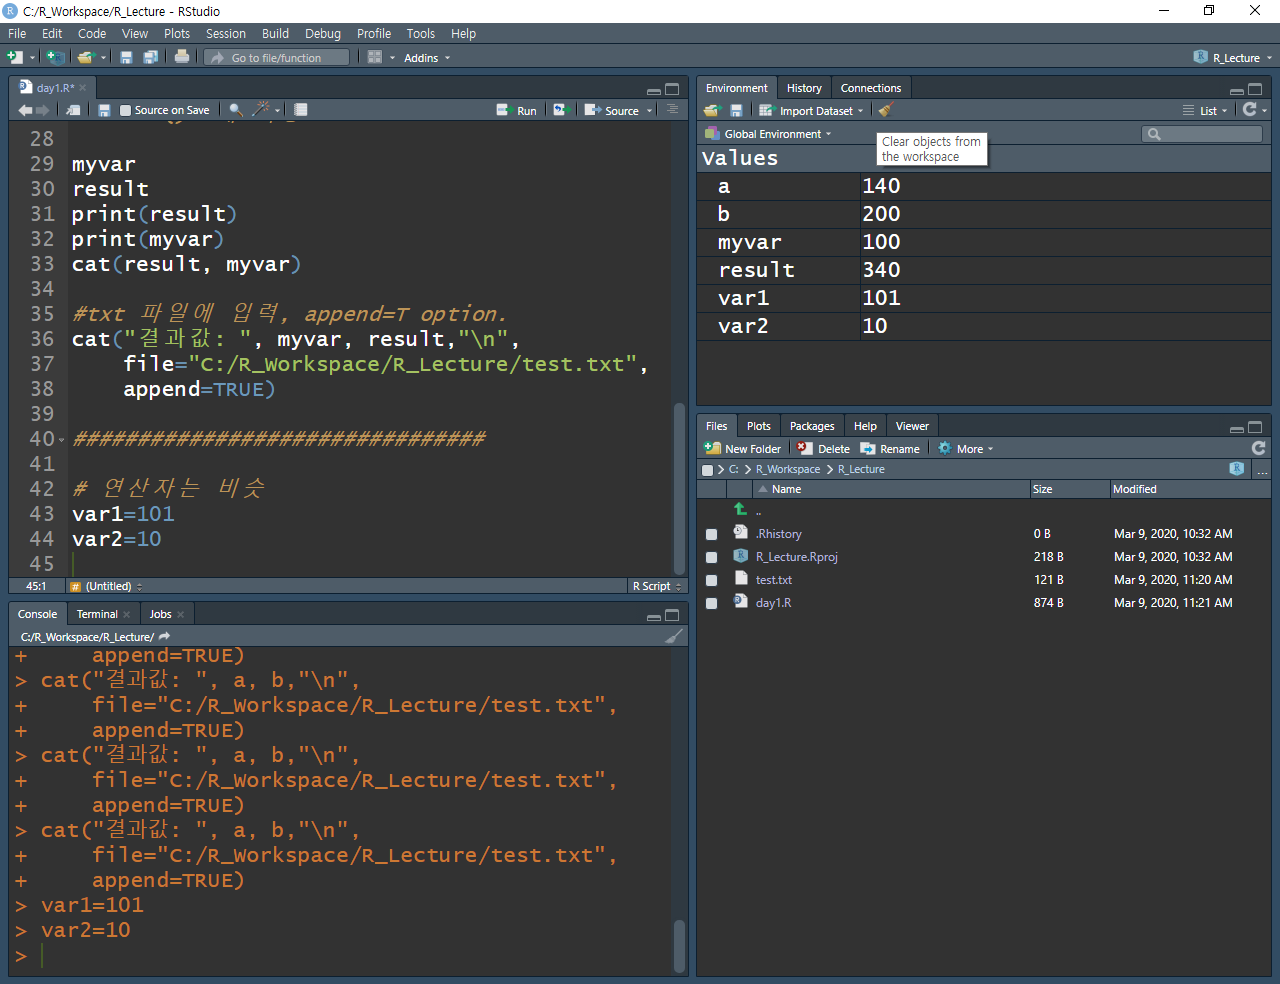 C:/R_Workspace/R_Lecture - RStudio
File Edit Code View Plots Session Build Debug Profile Tools Help
Go to file/function Addins R_Lecture
day1.R*
Source on Save Run Source
28
29 myvar
30 result
31 print(result)
32 print(myvar)
33 cat(result, myvar)
34
35 #txt 파일에 입력, append=T option.
36 cat("결과값: ", myvar, result,"\n",
37 file="C:/R_Workspace/R_Lecture/test.txt",
38 append=TRUE)
39
40 ################################
41
42 # 연산자는 비슷
43 var1=101
44 var2=10
45
45:1 # (Untitled) R Script
Console Terminal Jobs
C:/R_Workspace/R_Lecture/
+ append=TRUE)
> cat("결과값: ", a, b,"\n",
+ file="C:/R_Workspace/R_Lecture/test.txt",
+ append=TRUE)
> cat("결과값: ", a, b,"\n",
+ file="C:/R_Workspace/R_Lecture/test.txt",
+ append=TRUE)
> cat("결과값: ", a, b,"\n",
+ file="C:/R_Workspace/R_Lecture/test.txt",
+ append=TRUE)
> var1=101
> var2=10
>
Environment History Connections
Import Dataset List
Global Environment
Clear objects from
the workspace
Values
a 140
b 200
myvar 100
result 340
var1 101
var2 10
Files Plots Packages Help Viewer
New Folder Delete Rename More
C: > R_Workspace > R_Lecture ...
Name Size Modified
..
.Rhistory 0 B Mar 9, 2020, 10:32 AM
R_Lecture.Rproj 218 B Mar 9, 2020, 10:32 AM
test.txt 121 B Mar 9, 2020, 11:20 AM
day1.R 874 B Mar 9, 2020, 11:21 AM